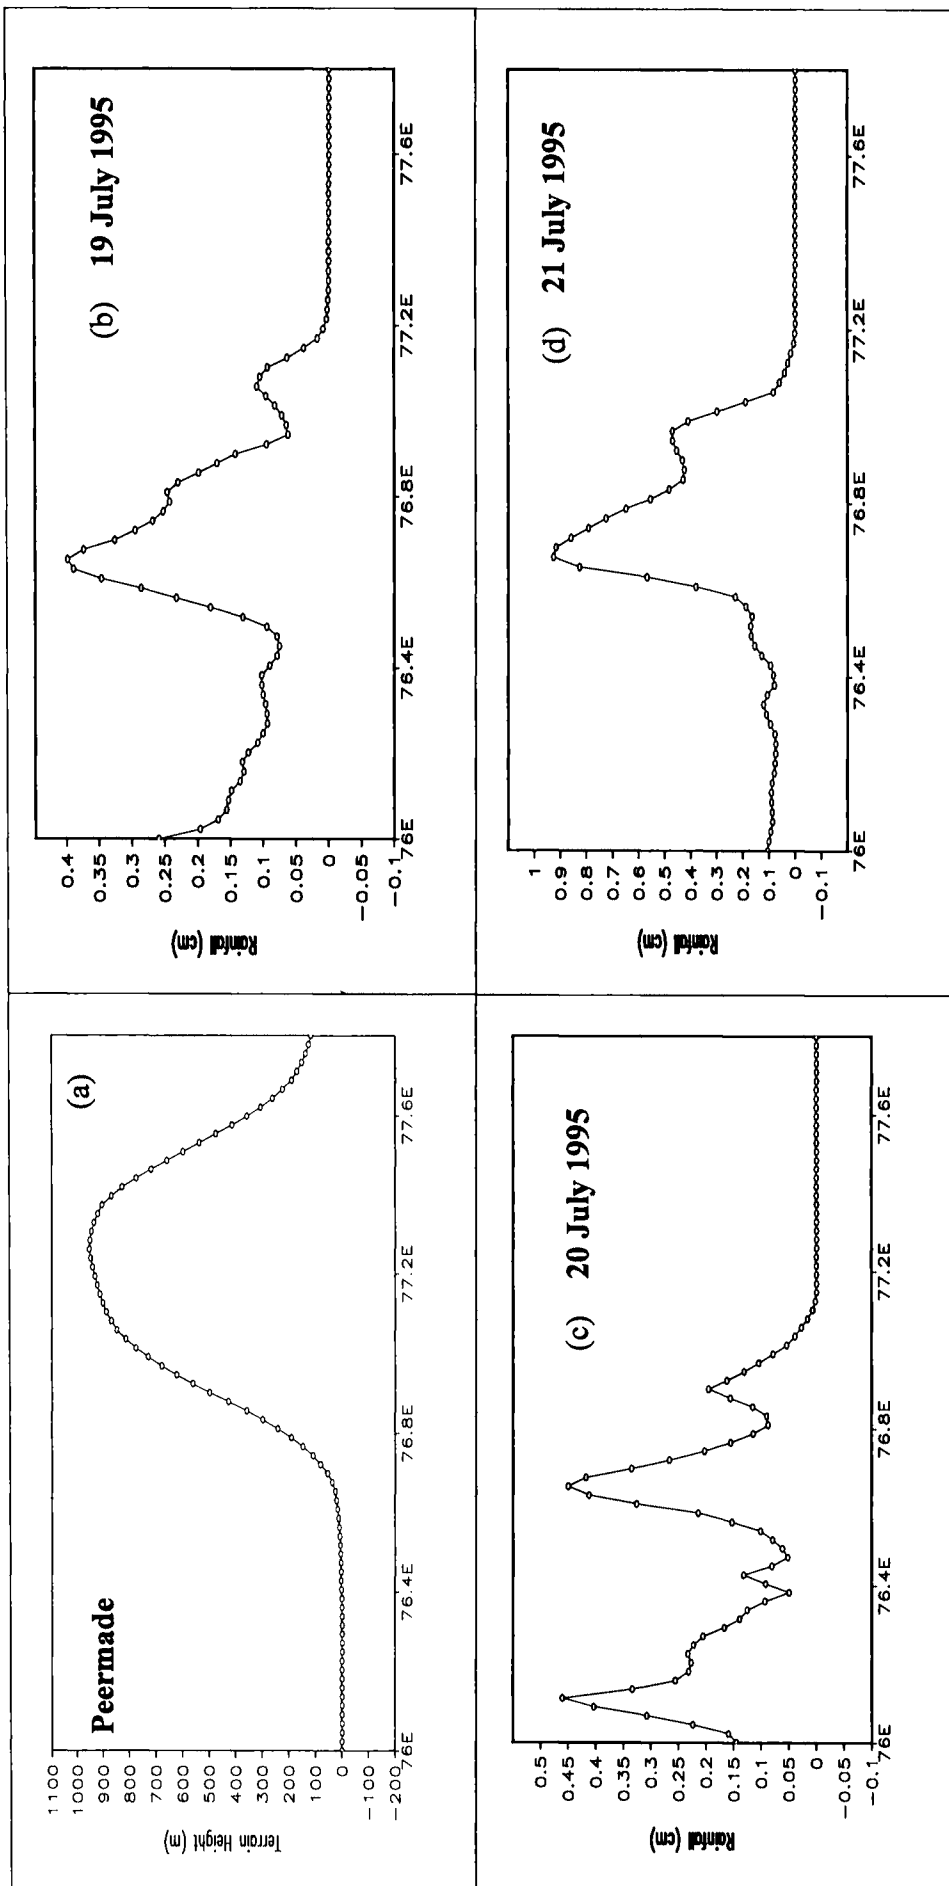 (a)
Peermade
Terrain Height (m)
1100
1000
900
800
700
600
500
400
300
200
100
0
-100
-200
76E
76.4E
76.8E
77.2E
77.6E
(b) 19 July 1995
Rainfall (cm)
0.4
0.35
0.3
0.25
0.2
0.15
0.1
0.05
0
-0.05
-0.1
76E
76.4E
76.8E
77.2E
77.6E
(c) 20 July 1995
Rainfall (cm)
0.5
0.45
0.4
0.35
0.3
0.25
0.2
0.15
0.1
0.05
0
-0.05
-0.1
76E
76.4E
76.8E
77.2E
77.6E
(d) 21 July 1995
Rainfall (cm)
1
0.9
0.8
0.7
0.6
0.5
0.4
0.3
0.2
0.1
0
-0.1
76E
76.4E
76.8E
77.2E
77.6E